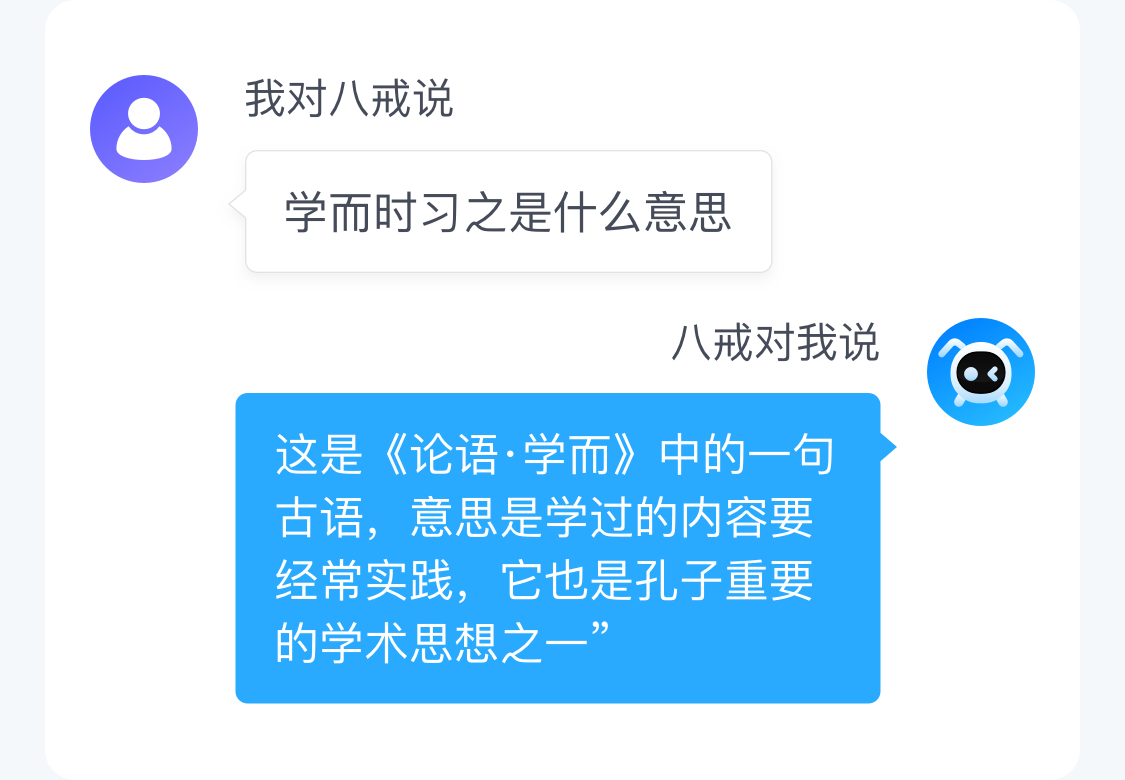 我对八戒说
学而时习之是什么意思
八戒对我说
这是《论语·学而》中的一句
古语，意思是学过的内容要
经常实践，它也是孔子重要
的学术思想之一”